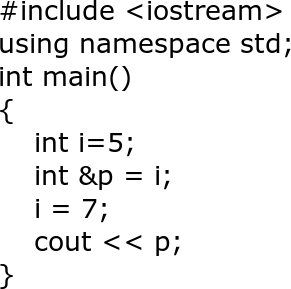 #include <iostream>
using namespace std;
int main()
{
    int i=5;
    int &p = i;
    i = 7;
    cout << p;
}